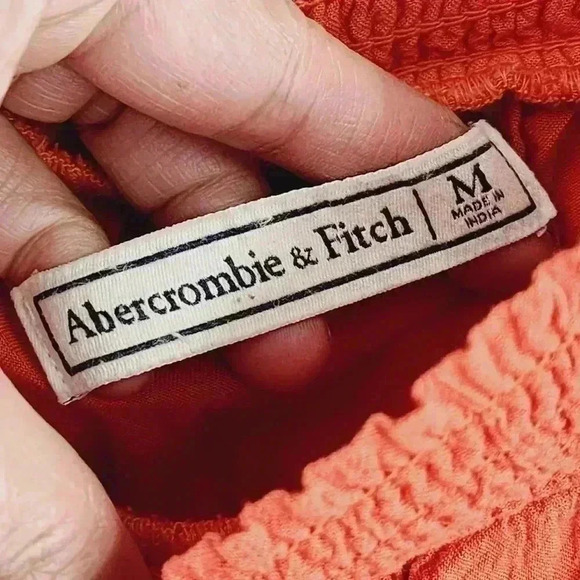 Abercrombie & Fitch | M
MADE IN
INDIA